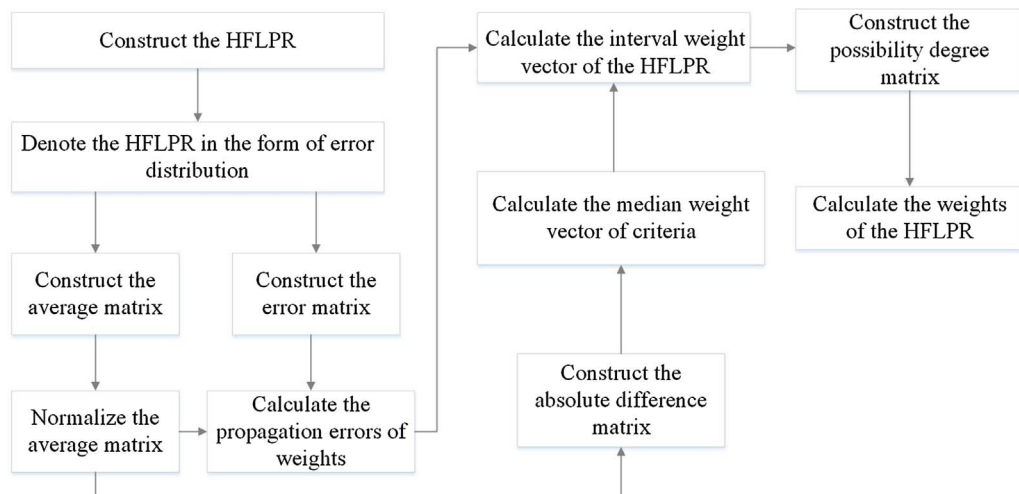 Construct the HFLPR
Denote the HFLPR in the form of error
distribution
Construct the
average matrix
Construct the
error matrix
Normalize the
average matrix
Calculate the
propagation errors of
weights
Calculate the interval weight
vector of the HFLPR
Calculate the median weight
vector of criteria
Construct the
absolute difference
matrix
Construct the
possibility degree
matrix
Calculate the weights
of the HFLPR